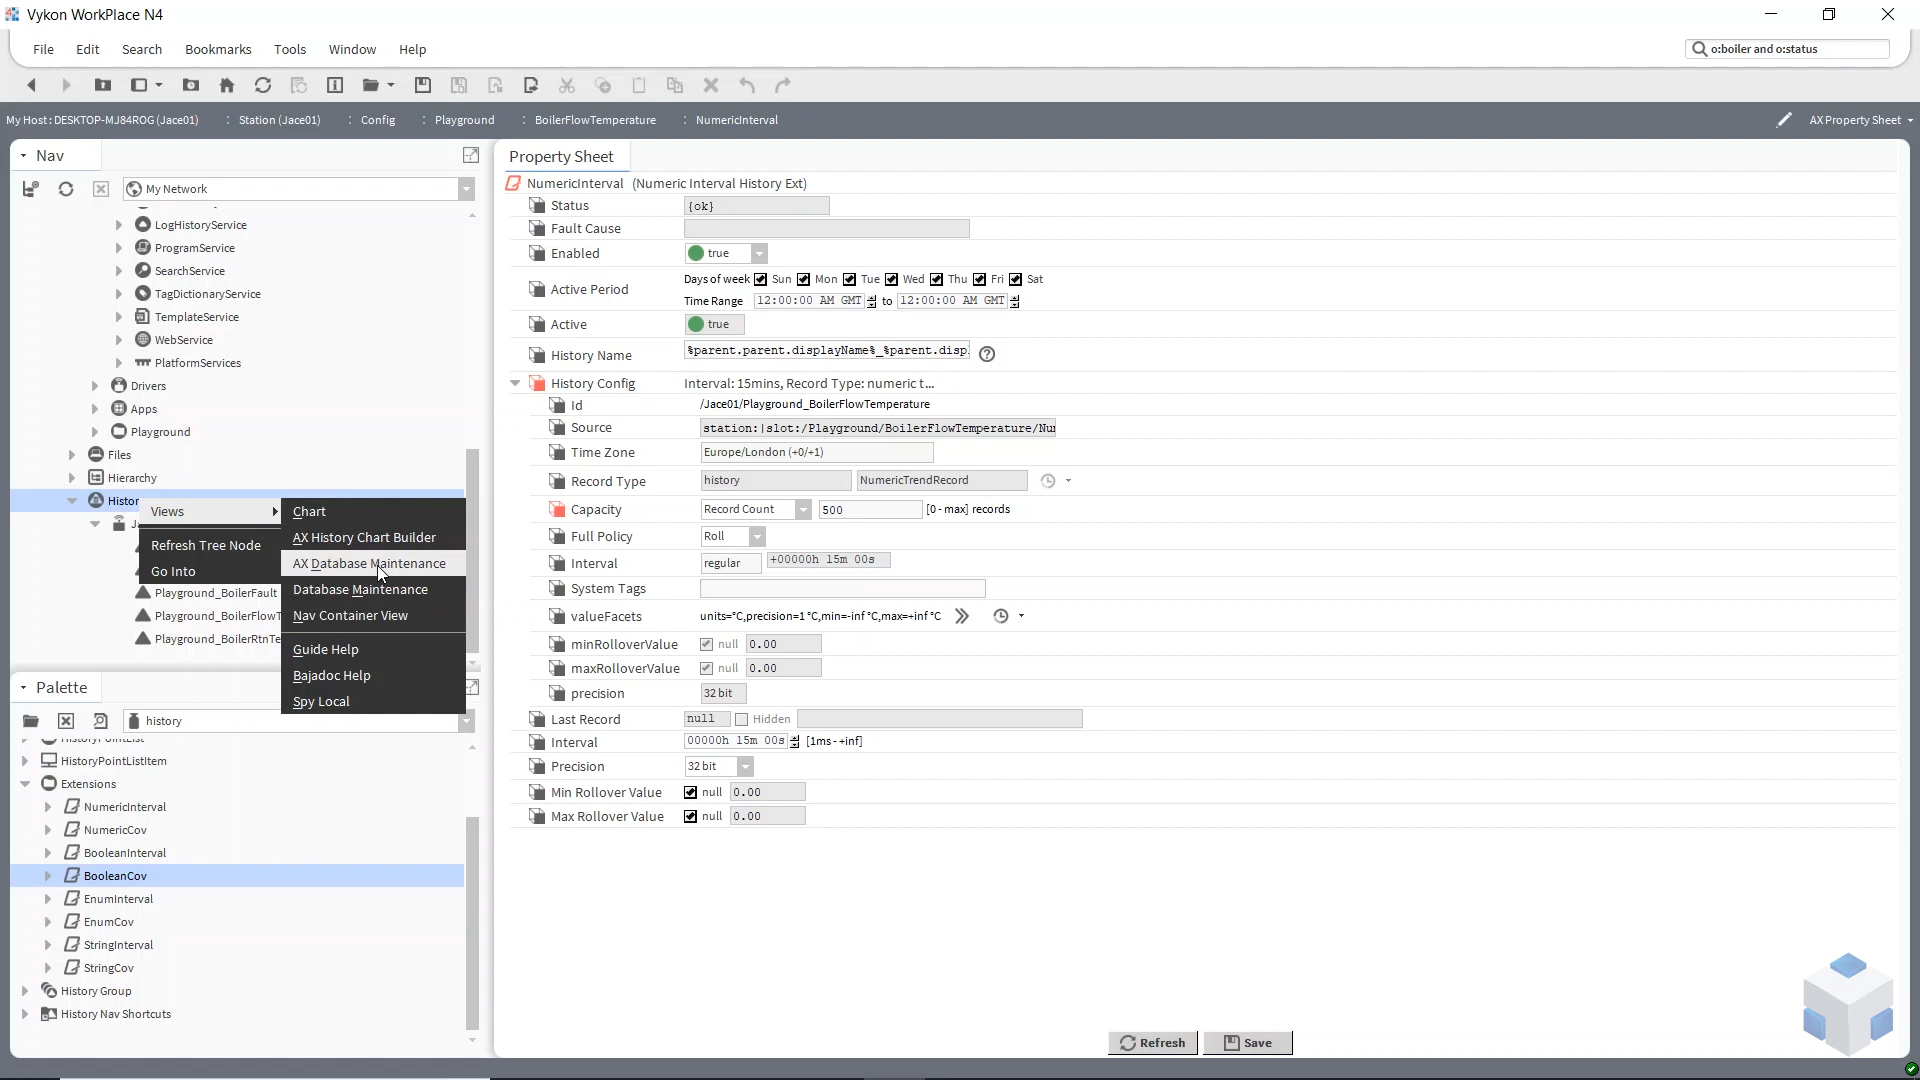 Vykon WorkPlace N4
File Edit Search Bookmarks Tools Window Help
o:boiler and o:status
My Host : DESKTOP-MJ84ROG (Jace01) : Station (Jace01) : Config : Playground : BoilerFlowTemperature : NumericInterval
AX Property Sheet
Nav
My Network
LogHistoryService
ProgramService
SearchService
TagDictionaryService
TemplateService
WebService
PlatformServices
Drivers
Apps
Playground
Files
Hierarchy
Histor
Playground_BoilerFault
Playground_BoilerFlowT
Playground_BoilerRtnTe
Views
Refresh Tree Node
Go Into
Chart
AX History Chart Builder
AX Database Maintenance
Database Maintenance
Nav Container View
Guide Help
Bajadoc Help
Spy Local
Palette
history
HistoryPointList
HistoryPointListItem
Extensions
NumericInterval
NumericCov
BooleanInterval
BooleanCov
EnumInterval
EnumCov
StringInterval
StringCov
History Group
History Nav Shortcuts
Property Sheet
NumericInterval (Numeric Interval History Ext)
Status {ok}
Fault Cause
Enabled true
Active Period Days of week Sun Mon Tue Wed Thu Fri Sat
Time Range 12:00:00 AM GMT to 12:00:00 AM GMT
Active true
History Name %parent.parent.displayName%_%parent.disp
History Config Interval: 15mins, Record Type: numeric t...
Id /Jace01/Playground_BoilerFlowTemperature
Source station:|slot:/Playground/BoilerFlowTemperature/Nu
Time Zone Europe/London (+0/+1)
Record Type history NumericTrendRecord
Capacity Record Count 500 [0 - max] records
Full Policy Roll
Interval regular +00000h 15m 00s
System Tags
valueFacets units=°C,precision=1 °C,min=-inf °C,max=+inf °C
minRolloverValue null 0.00
maxRolloverValue null 0.00
precision 32 bit
Last Record null Hidden
Interval 00000h 15m 00s [1ms - +inf]
Precision 32 bit
Min Rollover Value null 0.00
Max Rollover Value null 0.00
Refresh Save